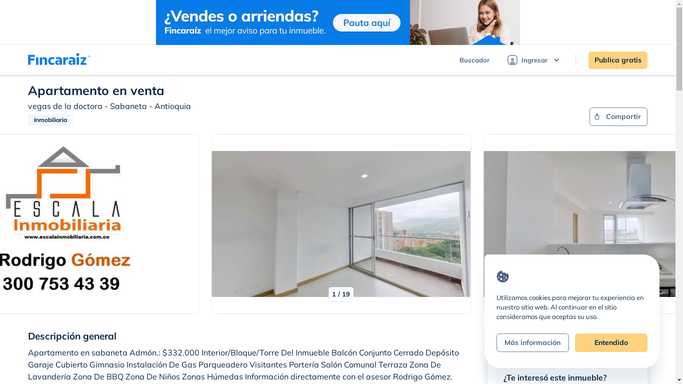 ¿Vendes o arriendas?
Fincaraíz el mejor aviso para tu inmueble.
Pauta aquí
Fincaraíz
Buscador
Ingresar
Publica gratis
Apartamento en venta
vegas de la doctora - Sabaneta - Antioquia
Inmobiliaria
Compartir
ESCALA
Inmobiliaria
www.escalainmobiliaria.com.co
Rodrigo Gómez
300 753 43 39
1 / 19
Utilizamos cookies para mejorar tu experiencia en
nuestro sitio web. Al continuar en el sitio
consideramos que aceptas su uso.
Más información
Entendido
Descripción general
Apartamento en sabaneta Admón.: $332.000 Interior/Bloque/Torre Del Inmueble Balcón Conjunto Cerrado Depósito
Garaje Cubierto Gimnasio Instalación De Gas Parqueadero Visitantes Portería Salón Comunal Terraza Zona De
Lavandería Zona De BBQ Zona De Niños Zonas Húmedas Información directamente con el asesor Rodrigo Gómez.
¿Te interesó este inmueble?